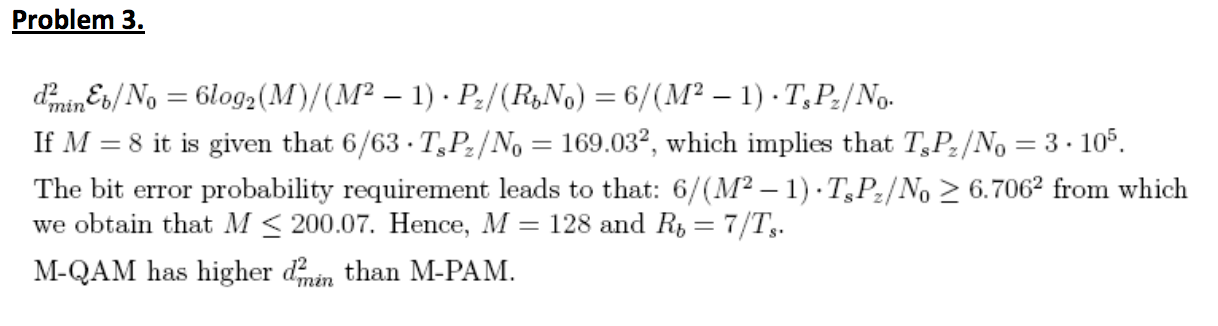 Problem 3.
d²minℰb/N₀ = 6log₂(M)/(M² − 1) · Pz/(RbN₀) = 6/(M² − 1) · TsPz/N₀.
If M = 8 it is given that 6/63 · TsPz/N₀ = 169.03², which implies that TsPz/N₀ = 3 · 10⁵.
The bit error probability requirement leads to that: 6/(M² − 1) · TsPz/N₀ ≥ 6.706² from which
we obtain that M ≤ 200.07. Hence, M = 128 and Rb = 7/Ts.
M-QAM has higher d²min than M-PAM.